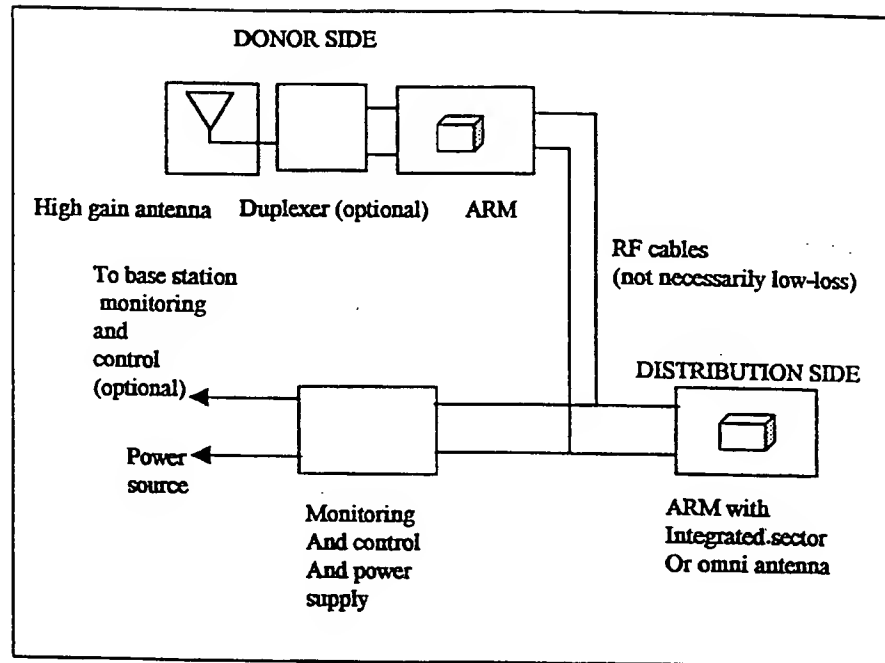 DONOR SIDE
High gain antenna
Duplexer (optional)
ARM
RF cables
(not necessarily low-loss)
To base station
monitoring
and
control
(optional)
DISTRIBUTION SIDE
Power
source
Monitoring
And control
And power
supply
ARM with
Integrated.sector
Or omni antenna